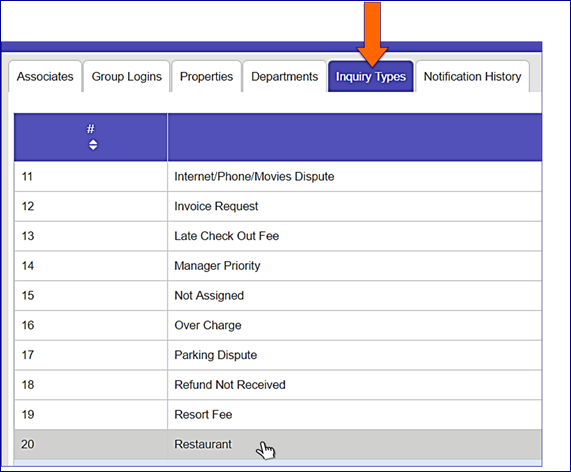 Associates Group Logins Properties Departments Inquiry Types Notification History
#
11 Internet/Phone/Movies Dispute
12 Invoice Request
13 Late Check Out Fee
14 Manager Priority
15 Not Assigned
16 Over Charge
17 Parking Dispute
18 Refund Not Received
19 Resort Fee
20 Restaurant